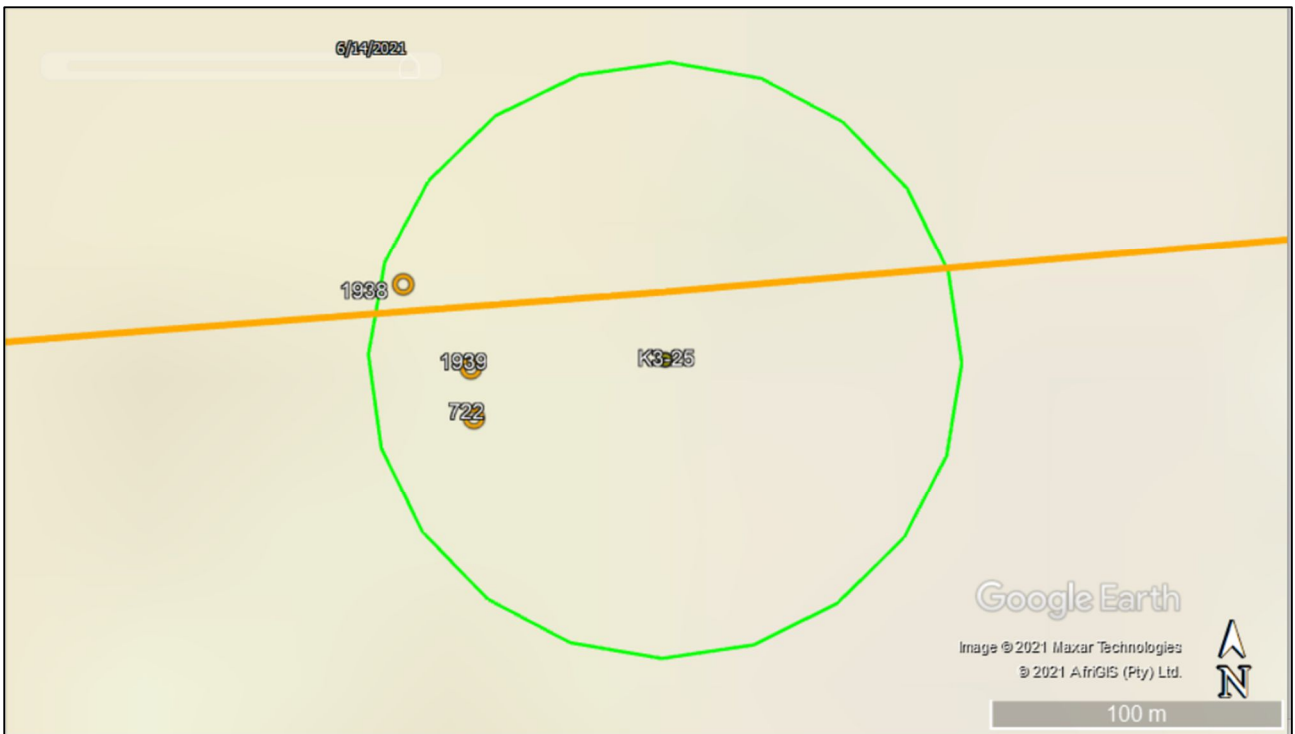 6/14/2021
1938
1939
K3-25
722
Google Earth
Image © 2021 Maxar Technologies
© 2021 AfriGIS (Pty) Ltd.
N
100 m